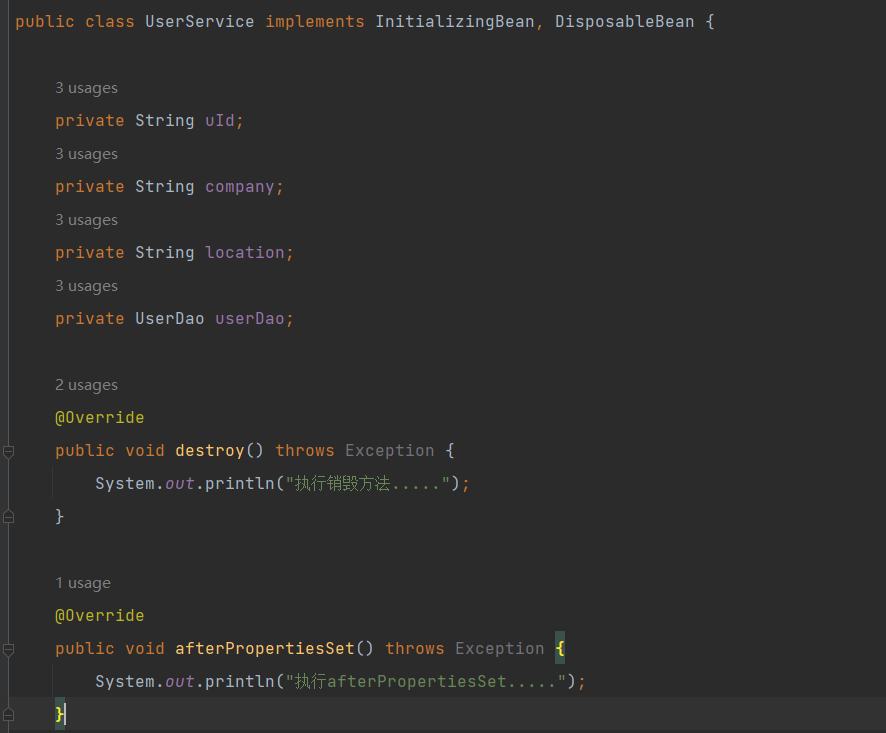 public class UserService implements InitializingBean, DisposableBean {
3 usages
private String uId;
3 usages
private String company;
3 usages
private String location;
3 usages
private UserDao userDao;
2 usages
@Override
public void destroy() throws Exception {
System.out.println("执行销毁方法.....");
}
1 usage
@Override
public void afterPropertiesSet() throws Exception {
System.out.println("执行afterPropertiesSet.....");
}